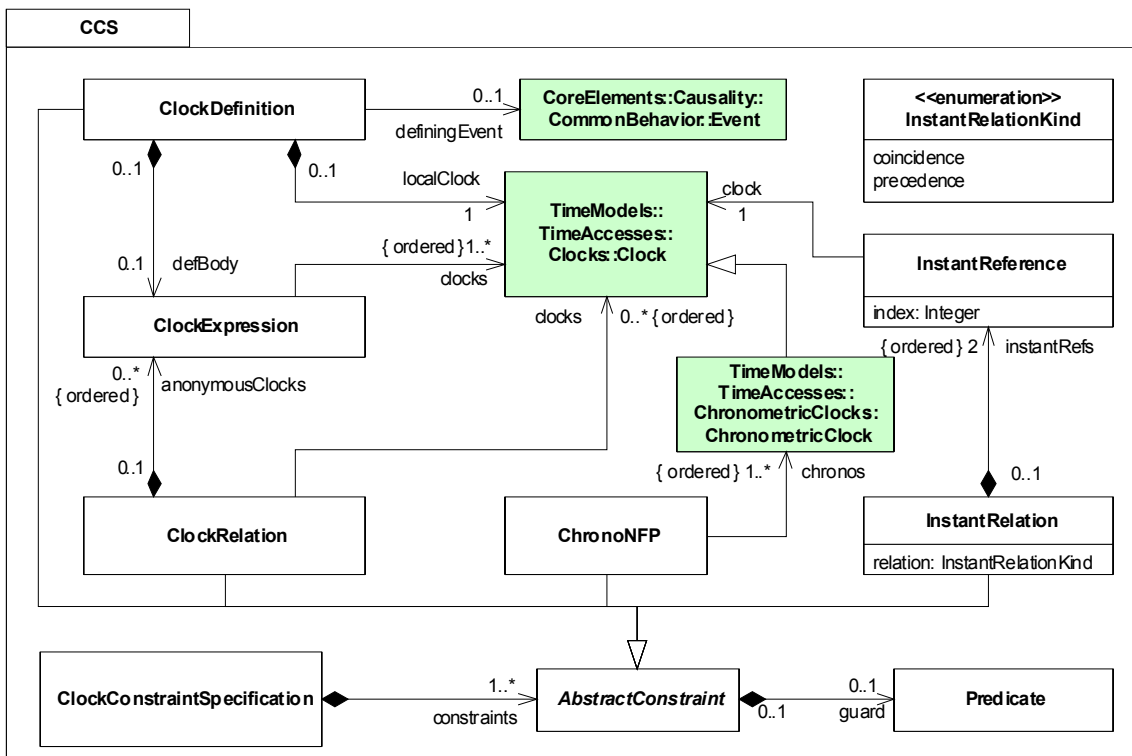 CCS
ClockDefinition
0..1
definingEvent
CoreElements::Causality::
CommonBehavior::Event
<<enumeration>>
InstantRelationKind
coincidence
precedence
0..1
0..1
localClock
1
TimeModels::
TimeAccesses::
Clocks::Clock
clock
1
{ ordered } 1..*
clocks
0..1
defBody
InstantReference
index: Integer
ClockExpression
clocks
0..* { ordered }
{ ordered } 2
instantRefs
0..*
{ ordered }
anonymousClocks
TimeModels::
TimeAccesses::
ChronometricClocks:
ChronometricClock
0..1
{ ordered } 1..*
chronos
0..1
ClockRelation
ChronoNFP
InstantRelation
relation: InstantRelationKind
ClockConstraintSpecification
1..*
constraints
AbstractConstraint
0..1
0..1
guard
Predicate